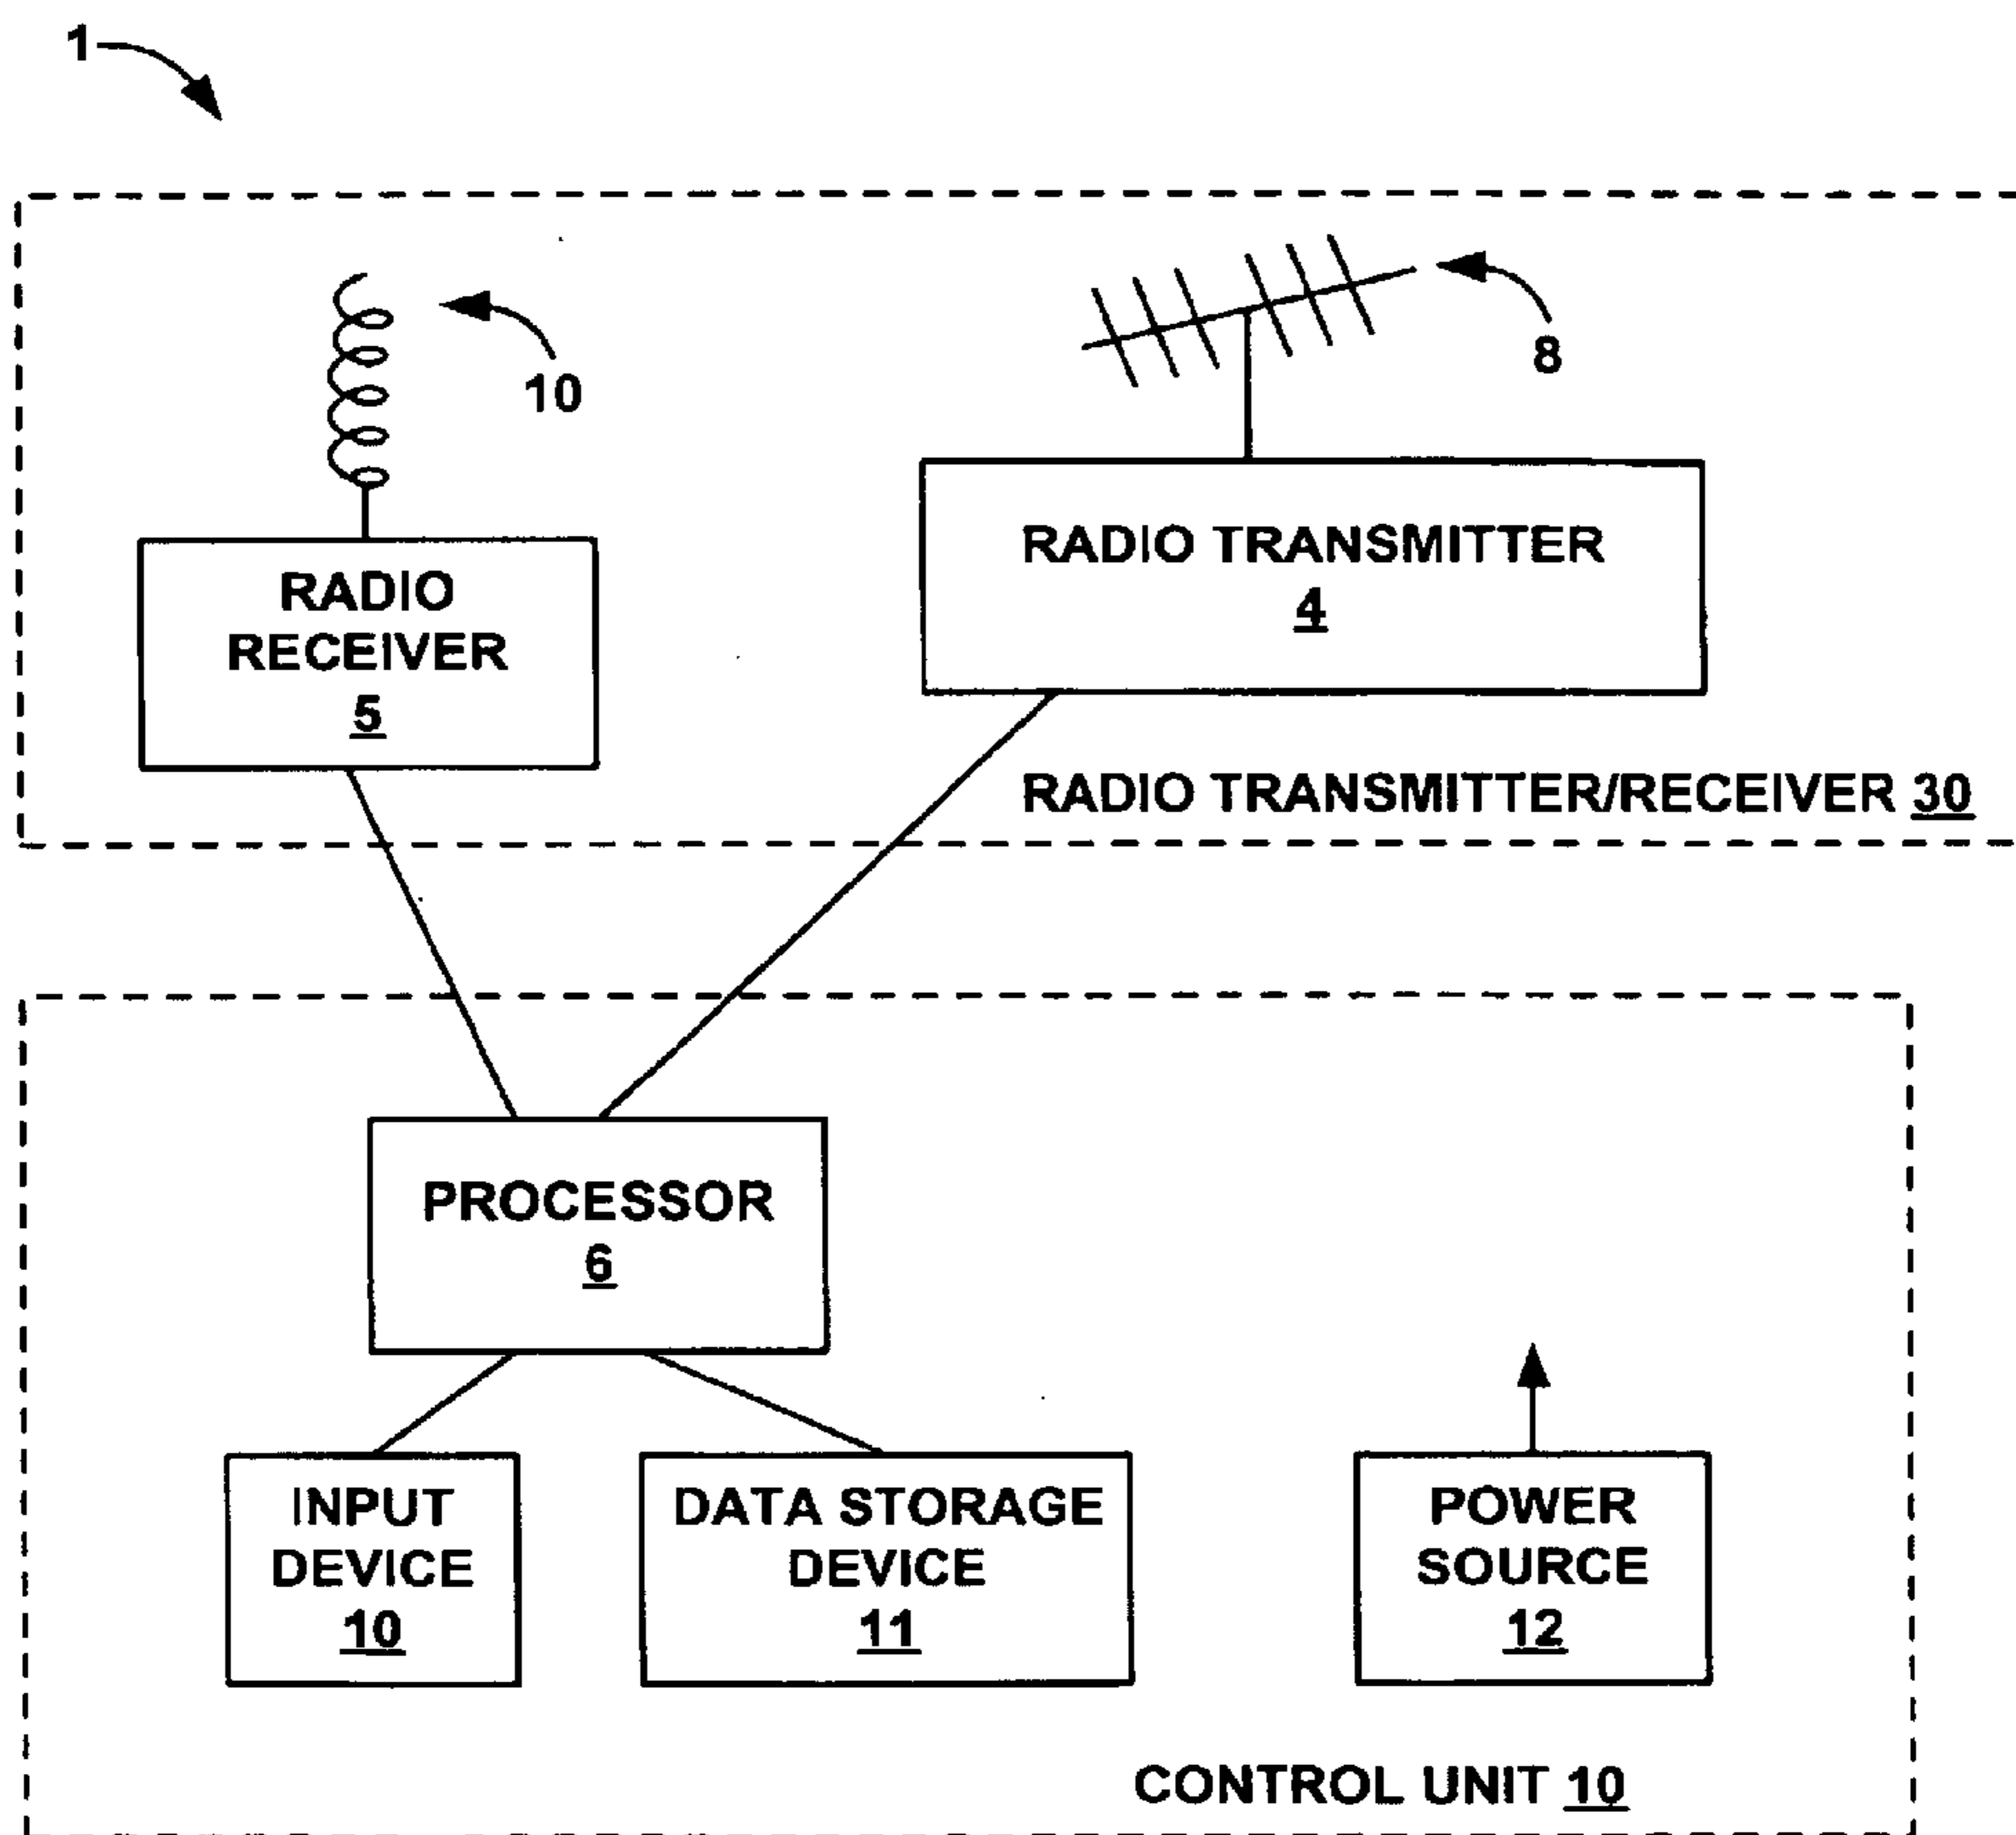 1
10
8
RADIO TRANSMITTER
4
RADIO
RECEIVER
5
RADIO TRANSMITTER/RECEIVER 30
PROCESSOR
6
INPUT
DEVICE
10
DATA STORAGE
DEVICE
11
POWER
SOURCE
12
CONTROL UNIT 10